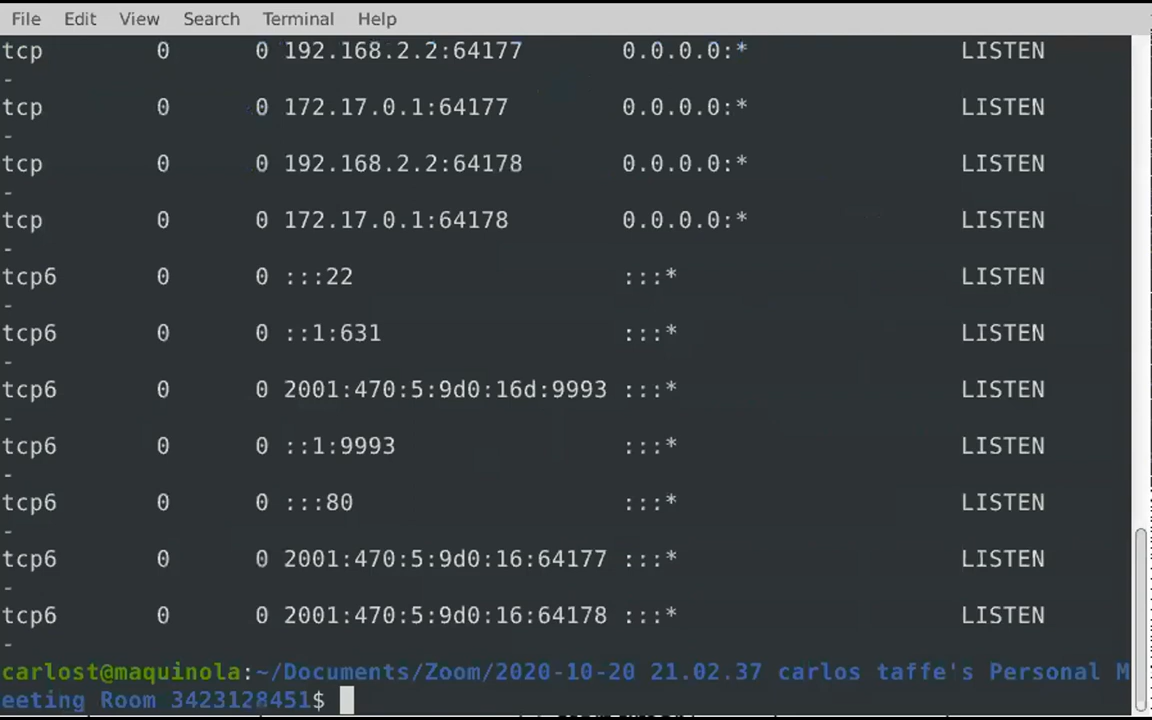 File Edit View Search Terminal Help
tcp 0 0 192.168.2.2:64177 0.0.0.0:* LISTEN
-
tcp 0 0 172.17.0.1:64177 0.0.0.0:* LISTEN
-
tcp 0 0 192.168.2.2:64178 0.0.0.0:* LISTEN
-
tcp 0 0 172.17.0.1:64178 0.0.0.0:* LISTEN
-
tcp6 0 0 :::22 :::* LISTEN
-
tcp6 0 0 ::1:631 :::* LISTEN
-
tcp6 0 0 2001:470:5:9d0:16d:9993 :::* LISTEN
-
tcp6 0 0 ::1:9993 :::* LISTEN
-
tcp6 0 0 :::80 :::* LISTEN
-
tcp6 0 0 2001:470:5:9d0:16:64177 :::* LISTEN
-
tcp6 0 0 2001:470:5:9d0:16:64178 :::* LISTEN
-
carlost@maquinola:~/Documents/Zoom/2020-10-20 21.02.37 carlos taffe's Personal M
eeting Room 3423128451$